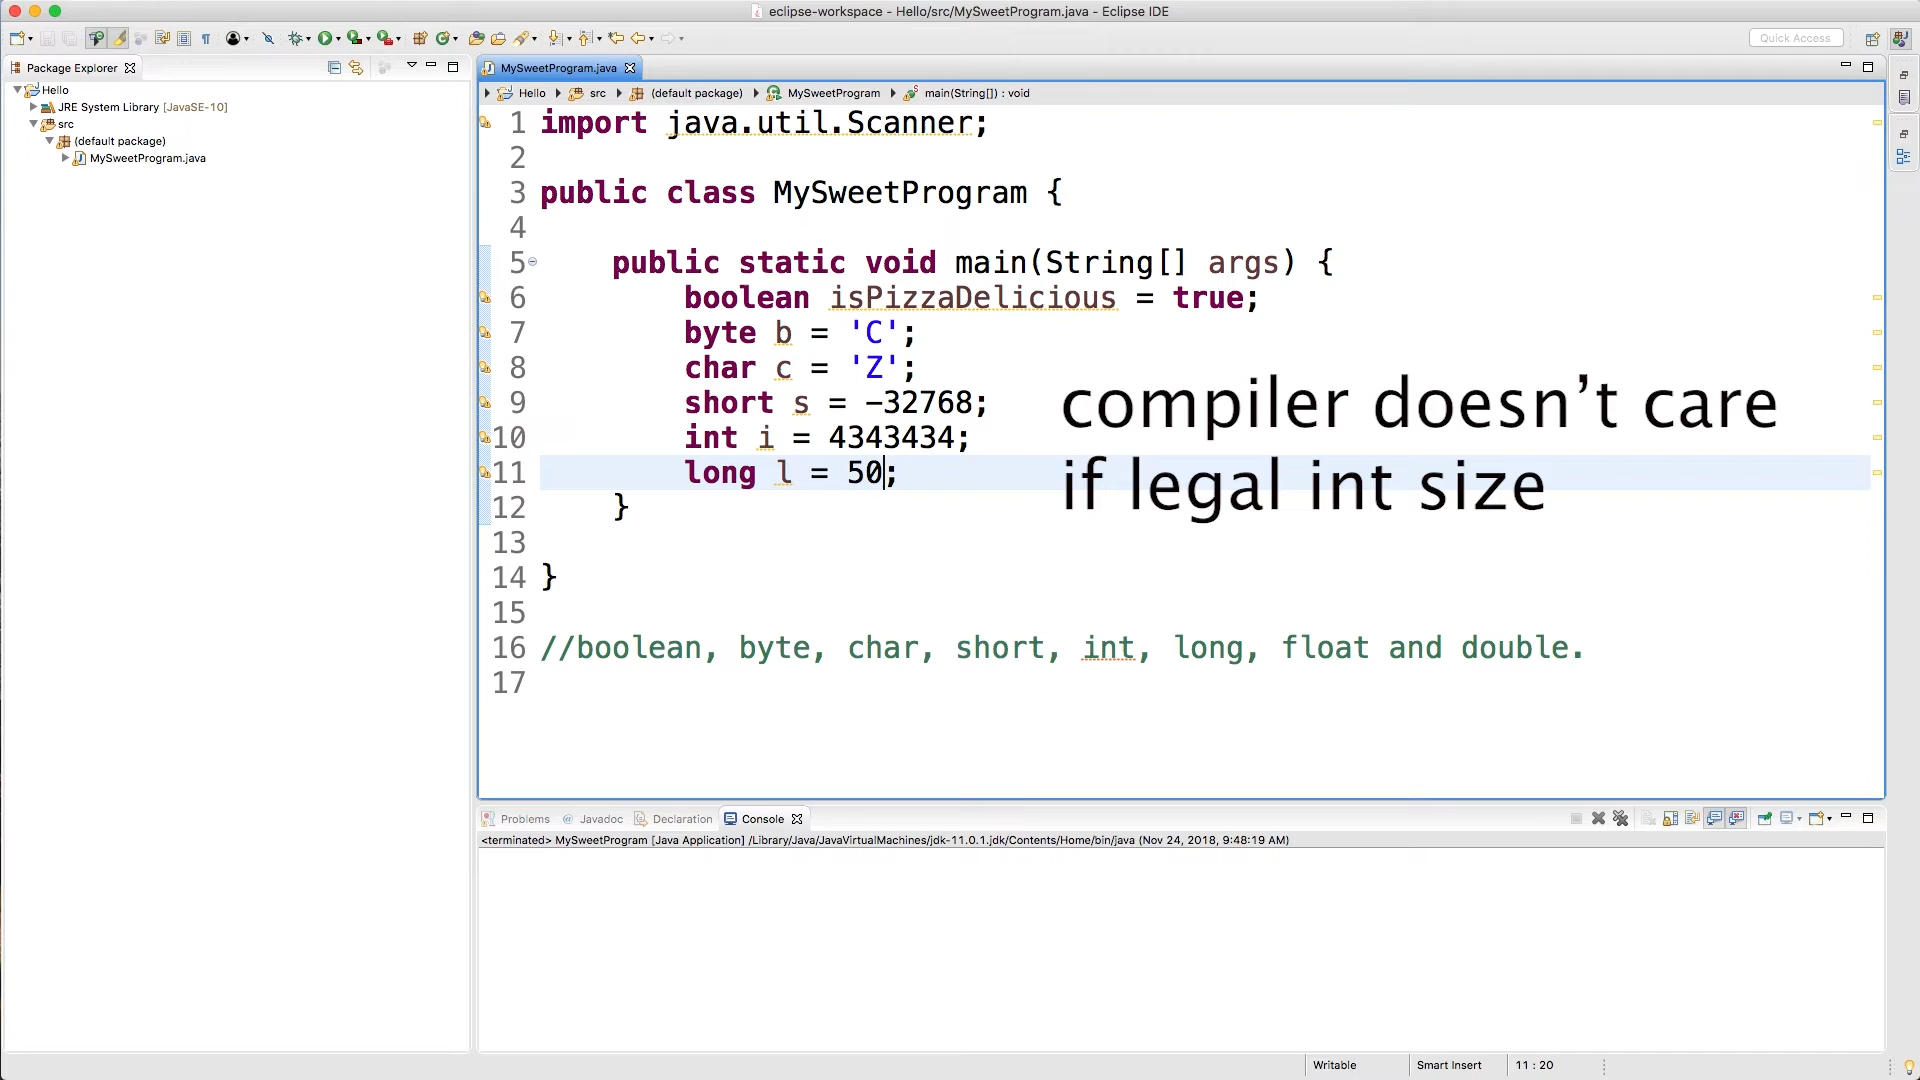 eclipse-workspace - Hello/src/MySweetProgram.java - Eclipse IDE
Quick Access
Package Explorer
MySweetProgram.java
Hello
JRE System Library [JavaSE-10]
src
(default package)
MySweetProgram.java
Hello src (default package) MySweetProgram main(String[]) : void
1 import java.util.Scanner;
2
3 public class MySweetProgram {
4
5 public static void main(String[] args) {
6 boolean isPizzaDelicious = true;
7 byte b = 'C';
8 char c = 'Z';
9 short s = -32768;
10 int i = 4343434;
11 long l = 50;
12 }
13
14 }
15
16 //boolean, byte, char, short, int, long, float and double.
17
compiler doesn't care
if legal int size
Problems @ Javadoc Declaration Console
<terminated> MySweetProgram [Java Application] /Library/Java/JavaVirtualMachines/jdk-11.0.1.jdk/Contents/Home/bin/java (Nov 24, 2018, 9:48:19 AM)
Writable Smart Insert 11 : 20